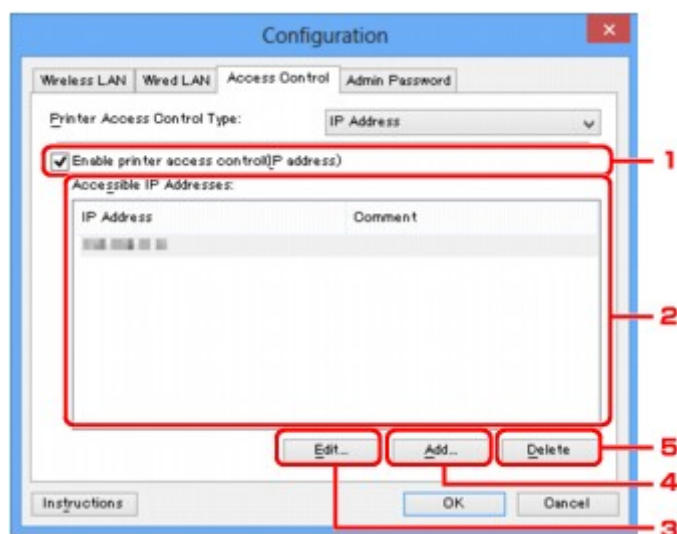 Configuration
Wireless LAN Wired LAN Access Control Admin Password
Printer Access Control Type: IP Address
Enable printer access control(IP address) 1
Accessible IP Addresses:
IP Address Comment
2
Edit... Add... Delete 5
4
Instructions OK Cancel
3